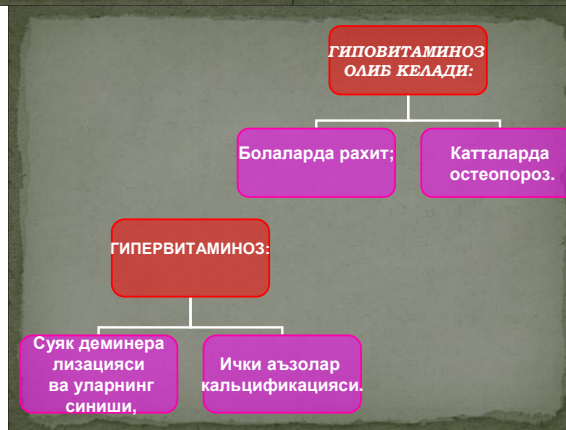 ГИПОВИТАМИНОЗ
ОЛИБ КЕЛАДИ:
Болаларда рахит;
Катталарда
остеопороз.
ГИПЕРВИТАМИНОЗ:
Суяк деминера
лизацияси
ва уларнинг
синиши,
Ички аъзолар
кальцификацияси.